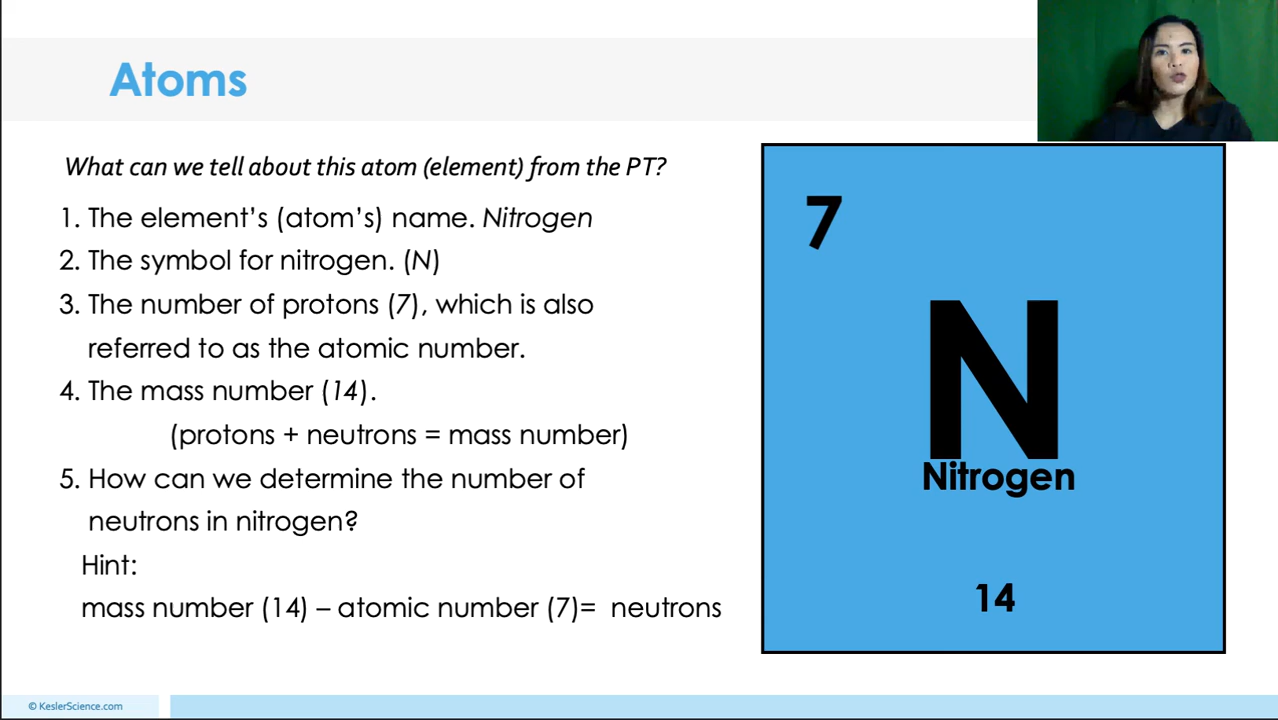 Atoms
What can we tell about this atom (element) from the PT?
1. The element's (atom's) name. Nitrogen
2. The symbol for nitrogen. (N)
3. The number of protons (7), which is also
referred to as the atomic number.
4. The mass number (14).
(protons + neutrons = mass number)
5. How can we determine the number of
neutrons in nitrogen?
Hint:
mass number (14) – atomic number (7)= neutrons
7
N
Nitrogen
14
© KeslerScience.com